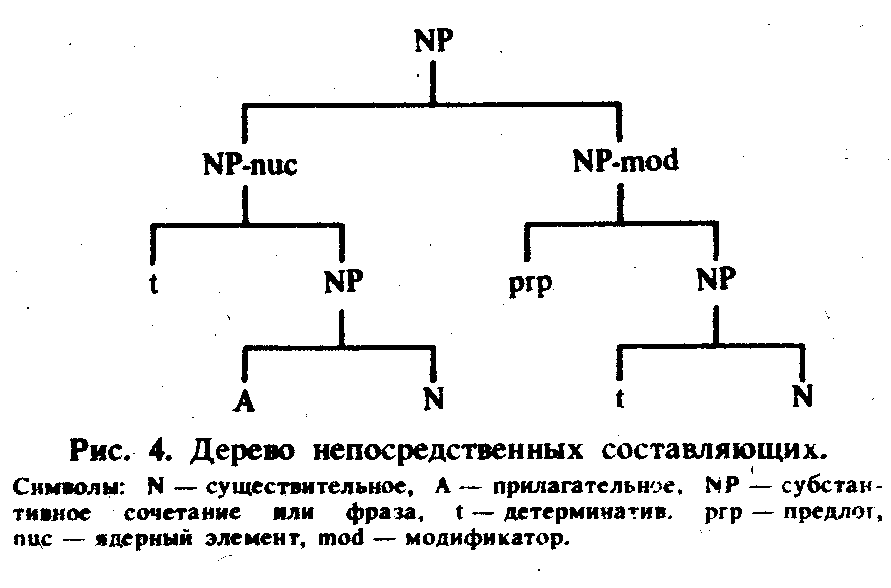 NP
NP-nuc NP-mod
t NP prp NP
A N t N
Рис. 4. Дерево непосредственных составляющих.
Символы: N — существительное, A — прилагательное, NP — субстан-
тивное сочетание или фраза, t — детерминатив. prp — предлог,
nuc — ядерный элемент, mod — модификатор.